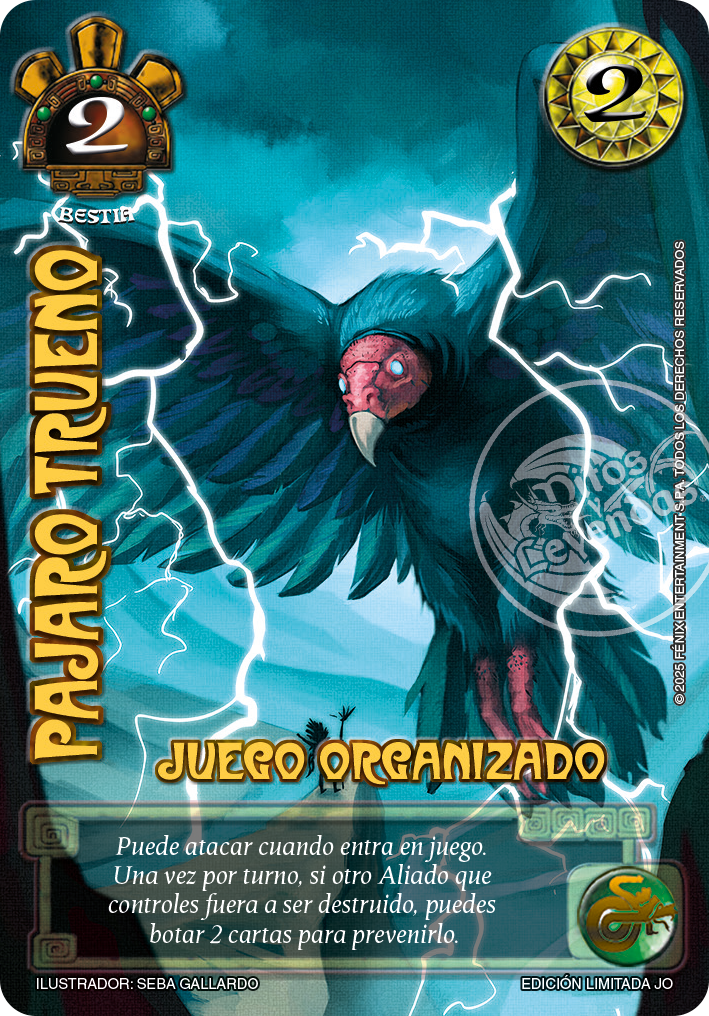 2
2
BESTIA
PAJARO TRUENO
© 2025 FÉNIX ENTERTAINMENT S.P.A. TODOS LOS DERECHOS RESERVADOS
Mitos
y
Leyendas
JUEGO ORGANIZADO
Puede atacar cuando entra en juego.
Una vez por turno, si otro Aliado que
controles fuera a ser destruido, puedes
botar 2 cartas para prevenirlo.
ILUSTRADOR: SEBA GALLARDO
EDICIÓN LIMITADA JO